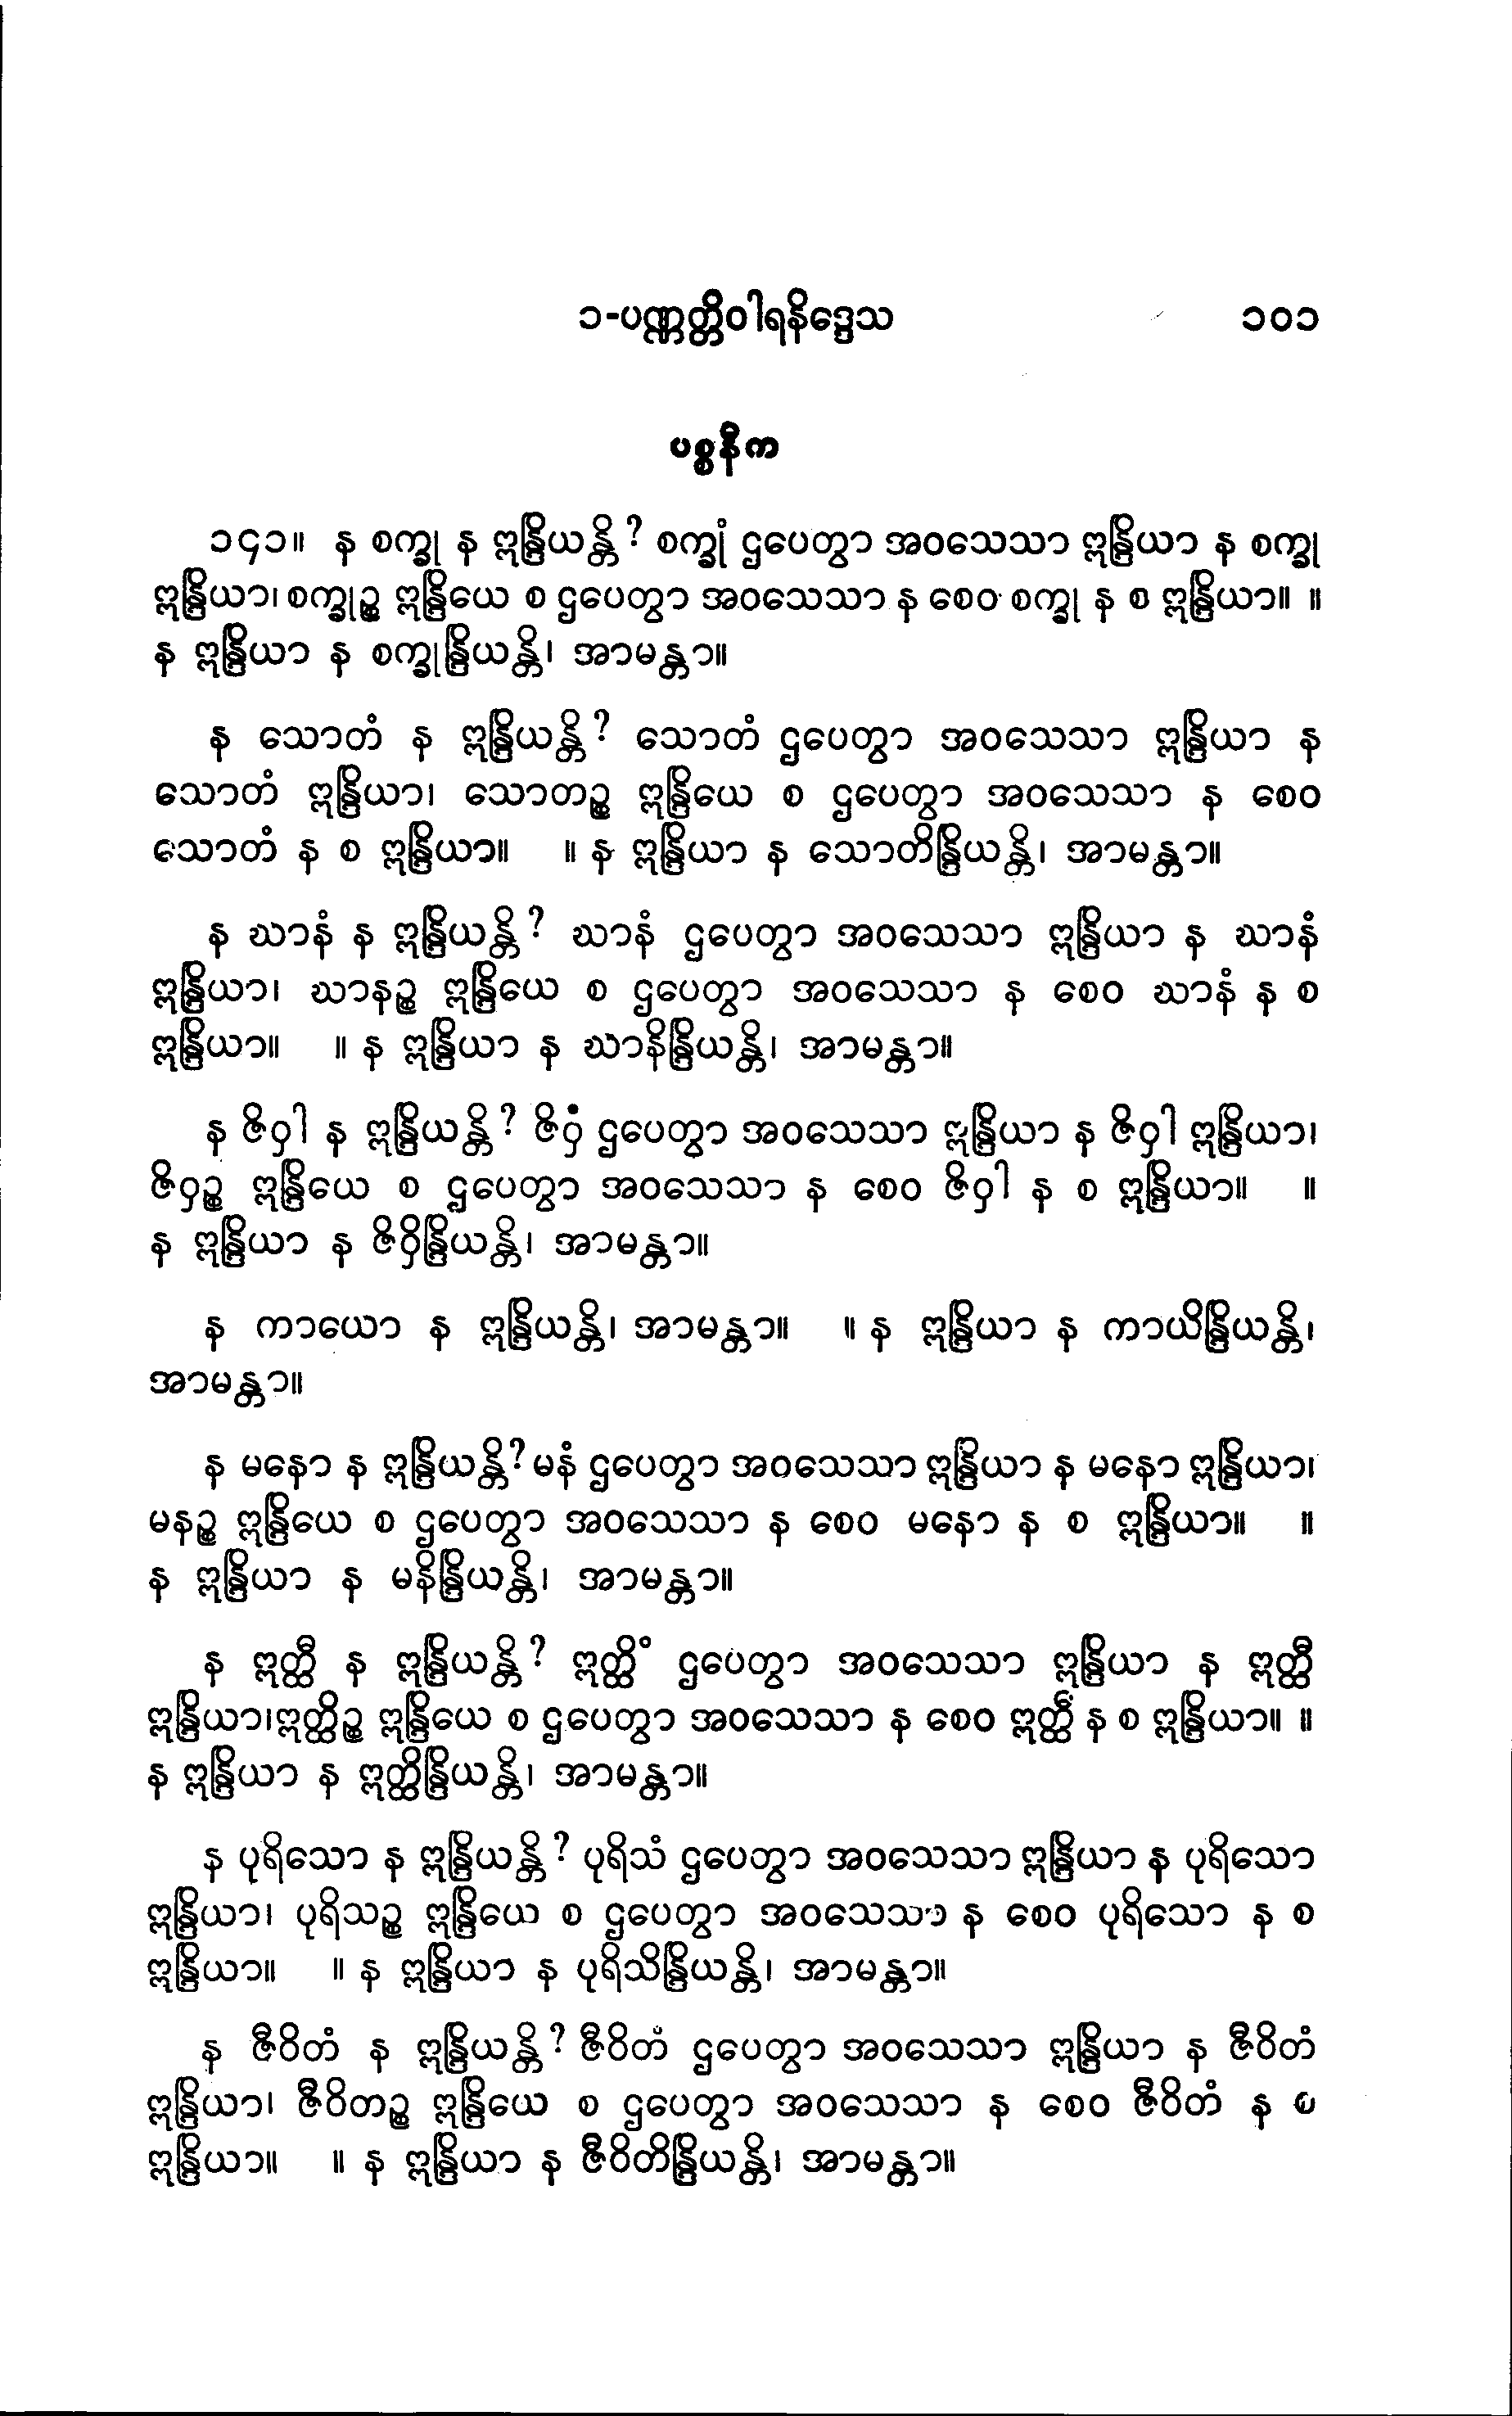 ၁-ပဏ္ဏတ္တိဝါရနိဒ္ဒေသ ၁၀၁
ပစ္စနီက
၁၄၁။ န စက္ခု န ဣန္ဒြိယန္တိ? စက္ခုံ ဌပေတွာ အဝသေသာ ဣန္ဒြိယာ န စက္ခု
ဣန္ဒြိယာ၊ စက္ခုဉ္စ ဣန္ဒြိယေ စ ဌပေတွာ အဝသေသာ န စေဝ စက္ခု န စ ဣန္ဒြိယာ။ ။
န ဣန္ဒြိယာ န စက္ခုန္ဒြိယန္တိ၊ အာမန္တာ။
န သောတံ န ဣန္ဒြိယန္တိ? သောတံ ဌပေတွာ အဝသေသာ ဣန္ဒြိယာ န
သောတံ ဣန္ဒြိယာ၊ သောတဉ္စ ဣန္ဒြိယေ စ ဌပေတွာ အဝသေသာ န စေဝ
သောတံ န စ ဣန္ဒြိယာ။ ။ န ဣန္ဒြိယာ န သောတိန္ဒြိယန္တိ၊ အာမန္တာ။
န ဃာနံ န ဣန္ဒြိယန္တိ? ဃာနံ ဌပေတွာ အဝသေသာ ဣန္ဒြိယာ န ဃာနံ
ဣန္ဒြိယာ၊ ဃာနဉ္စ ဣန္ဒြိယေ စ ဌပေတွာ အဝသေသာ န စေဝ ဃာနံ န စ
ဣန္ဒြိယာ။ ။ န ဣန္ဒြိယာ န ဃာနိန္ဒြိယန္တိ၊ အာမန္တာ။
န ဇိဝှါ န ဣန္ဒြိယန္တိ? ဇိဝှံ ဌပေတွာ အဝသေသာ ဣန္ဒြိယာ န ဇိဝှါ ဣန္ဒြိယာ၊
ဇိဝှဉ္စ ဣန္ဒြိယေ စ ဌပေတွာ အဝသေသာ န စေဝ ဇိဝှါ န စ ဣန္ဒြိယာ။ ။
န ဣန္ဒြိယာ န ဇိဝှိန္ဒြိယန္တိ၊ အာမန္တာ။
န ကာယော န ဣန္ဒြိယန္တိ၊ အာမန္တာ။ ။ န ဣန္ဒြိယာ န ကာယိန္ဒြိယန္တိ၊
အာမန္တာ။
န မနော န ဣန္ဒြိယန္တိ? မနံ ဌပေတွာ အဝသေသာ ဣန္ဒြိယာ န မနော ဣန္ဒြိယာ၊
မနဉ္စ ဣန္ဒြိယေ စ ဌပေတွာ အဝသေသာ န စေဝ မနော န စ ဣန္ဒြိယာ။ ။
န ဣန္ဒြိယာ န မနိန္ဒြိယန္တိ၊ အာမန္တာ။
န ဣတ္ထီ န ဣန္ဒြိယန္တိ? ဣတ္ထိံ ဌပေတွာ အဝသေသာ ဣန္ဒြိယာ န ဣတ္ထီ
ဣန္ဒြိယာ၊ဣတ္ထိဉ္စ ဣန္ဒြိယေ စ ဌပေတွာ အဝသေသာ န စေဝ ဣတ္ထီ န စ ဣန္ဒြိယာ။ ။
န ဣန္ဒြိယာ န ဣတ္ထိန္ဒြိယန္တိ၊ အာမန္တာ။
န ပုရိသော န ဣန္ဒြိယန္တိ? ပုရိသံ ဌပေတွာ အဝသေသာ ဣန္ဒြိယာ န ပုရိသော
ဣန္ဒြိယာ၊ ပုရိသဉ္စ ဣန္ဒြိယေ စ ဌပေတွာ အဝသေသာ န စေဝ ပုရိသော န စ
ဣန္ဒြိယာ။ ။ န ဣန္ဒြိယာ န ပုရိသိန္ဒြိယန္တိ၊ အာမန္တာ။
န ဇီဝိတံ န ဣန္ဒြိယန္တိ? ဇီဝိတံ ဌပေတွာ အဝသေသာ ဣန္ဒြိယာ န ဇီဝိတံ
ဣန္ဒြိယာ၊ ဇီဝိတဉ္စ ဣန္ဒြိယေ စ ဌပေတွာ အဝသေသာ န စေဝ ဇီဝိတံ န စ
ဣန္ဒြိယာ။ ။ န ဣန္ဒြိယာ န ဇီဝိတိန္ဒြိယန္တိ၊ အာမန္တာ။